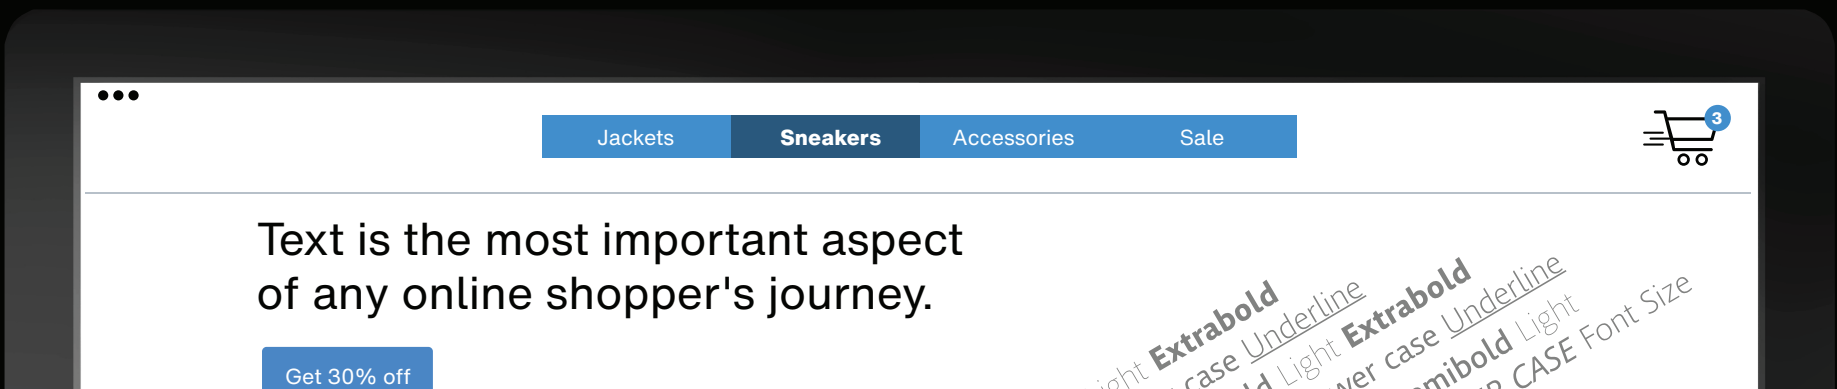 Jackets Sneakers Accessories Sale
3
Text is the most important aspect
of any online shopper's journey.
Get 30% off
Extrabold
case Underline
Light Extrabold
case Underline
Light
CASE Font Size